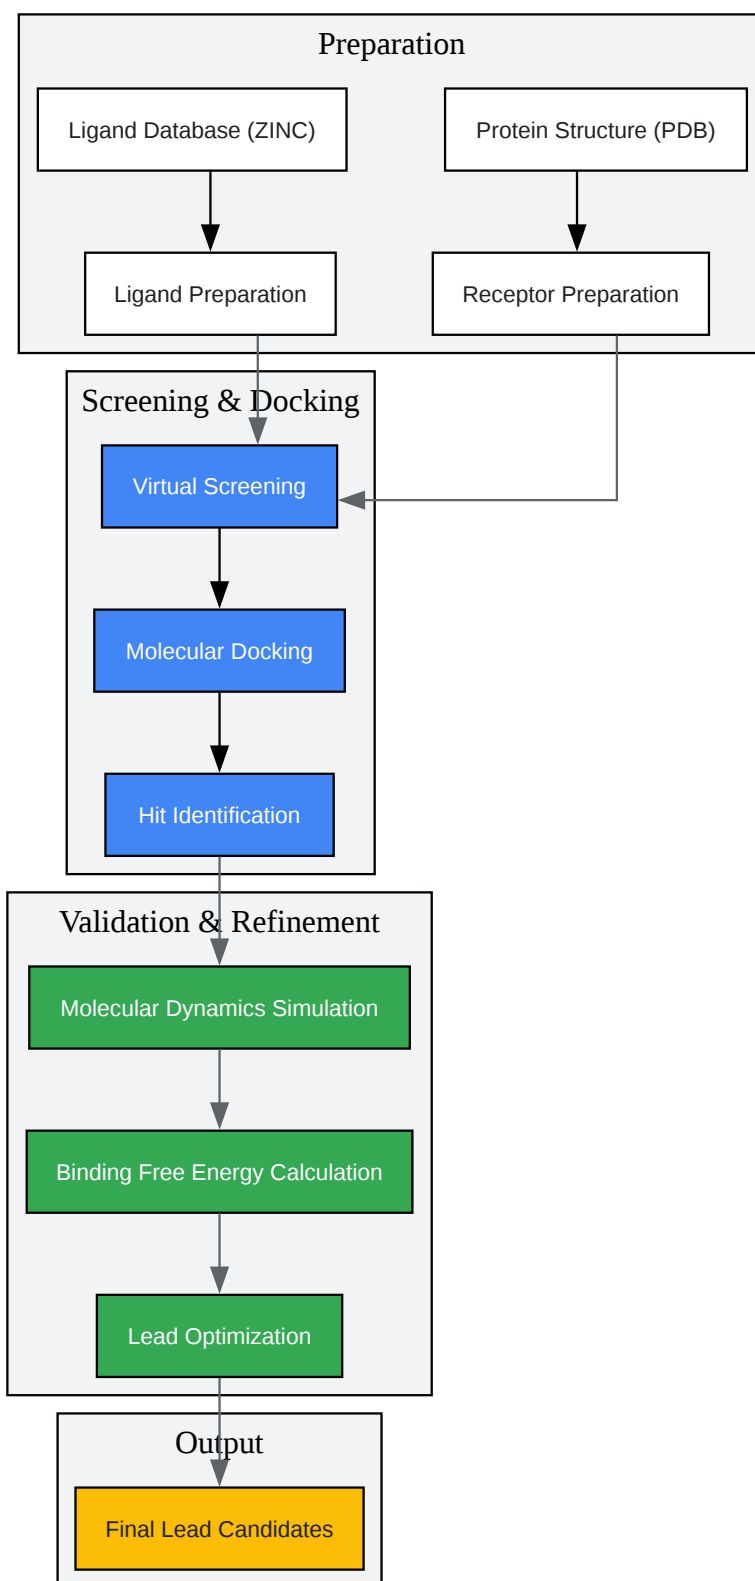 Preparation
Ligand Database (ZINC)
Protein Structure (PDB)
Ligand Preparation
Receptor Preparation
Screening & Docking
Virtual Screening
Molecular Docking
Hit Identification
Validation & Refinement
Molecular Dynamics Simulation
Binding Free Energy Calculation
Lead Optimization
Output
Final Lead Candidates